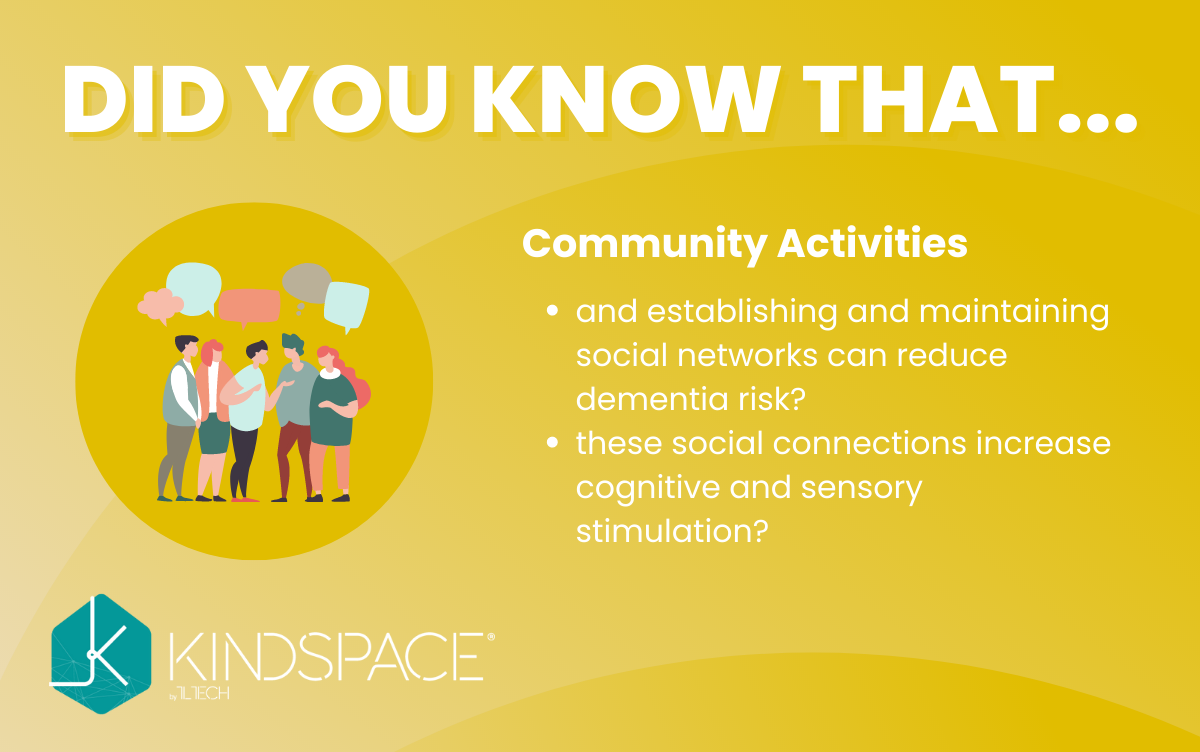 DID YOU KNOW THAT...
Community Activities
• and establishing and maintaining
social networks can reduce
dementia risk?
• these social connections increase
cognitive and sensory
stimulation?
KINDSPACE®
by 1L1TECH